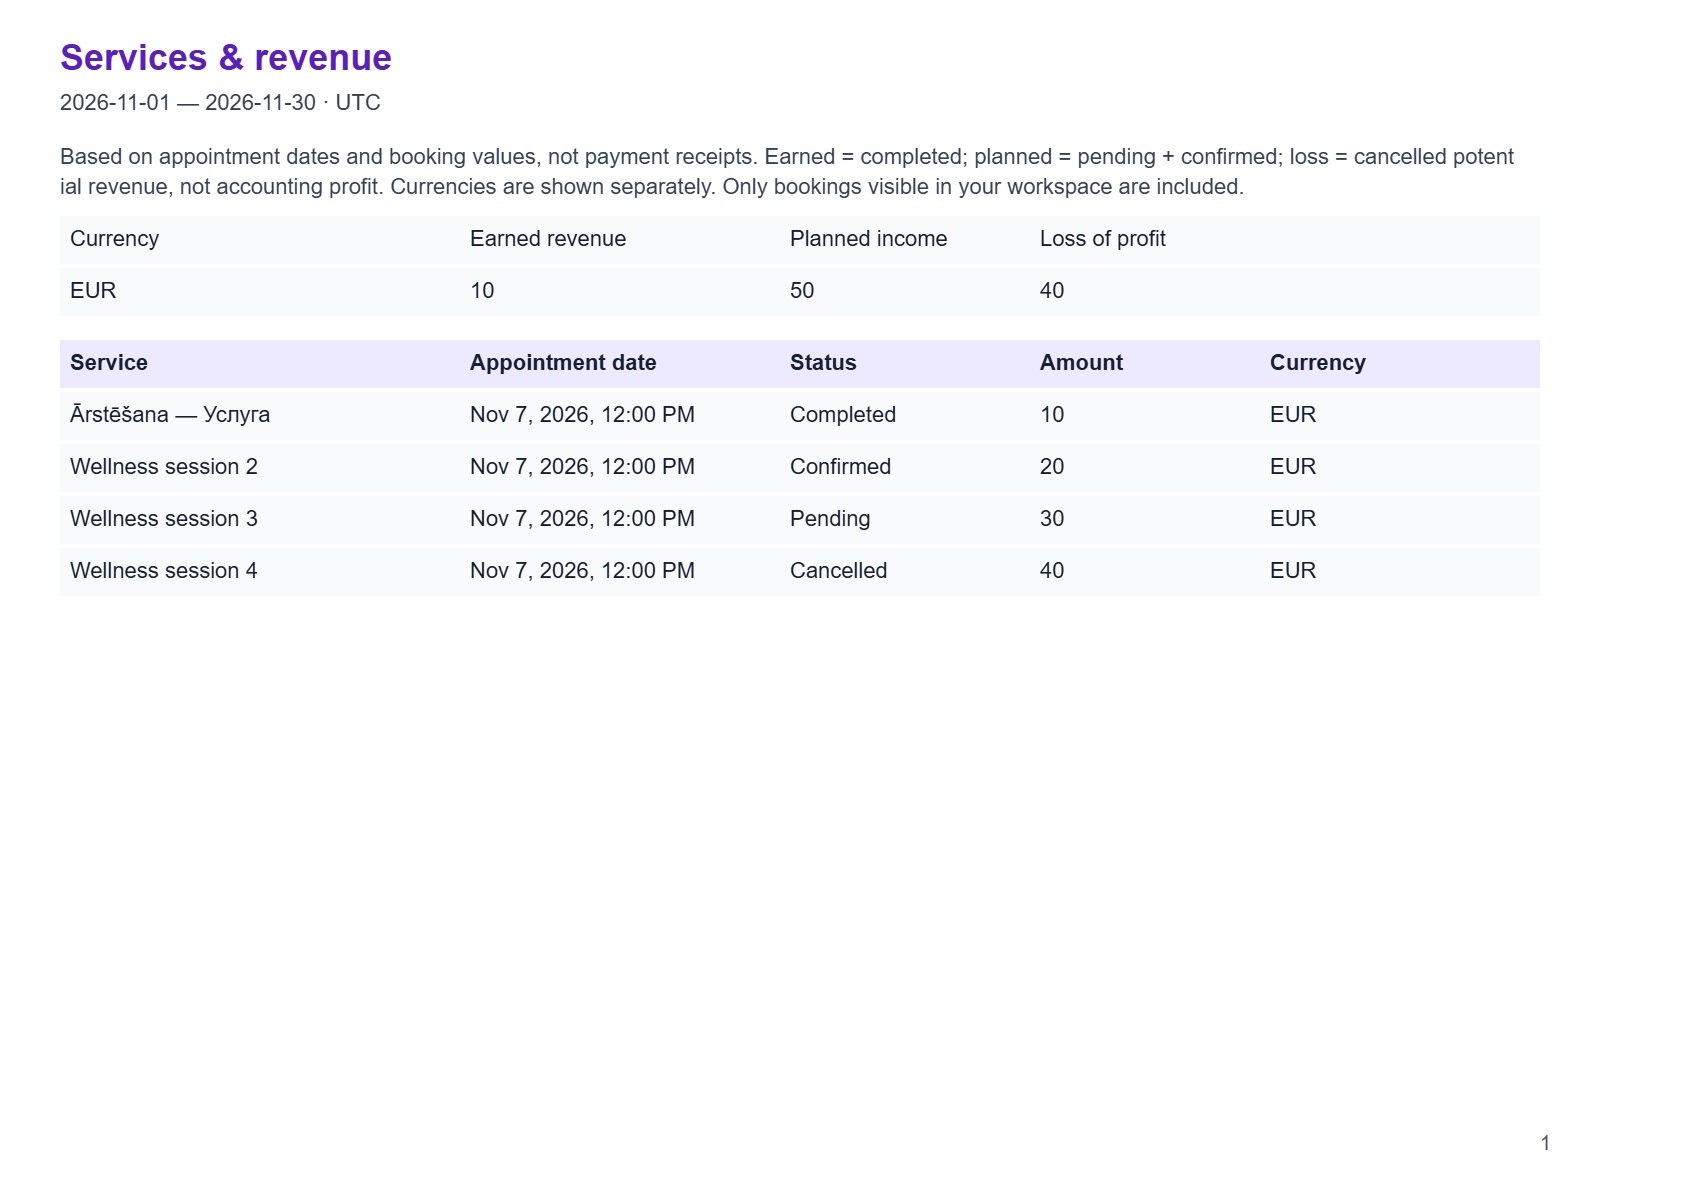 Services & revenue
2026-11-01 — 2026-11-30 · UTC
Based on appointment dates and booking values, not payment receipts. Earned = completed; planned = pending + confirmed; loss = cancelled potent
ial revenue, not accounting profit. Currencies are shown separately. Only bookings visible in your workspace are included.
Currency Earned revenue Planned income Loss of profit
EUR 10 50 40
Service Appointment date Status Amount Currency
Ārstēšana — Услуга Nov 7, 2026, 12:00 PM Completed 10 EUR
Wellness session 2 Nov 7, 2026, 12:00 PM Confirmed 20 EUR
Wellness session 3 Nov 7, 2026, 12:00 PM Pending 30 EUR
Wellness session 4 Nov 7, 2026, 12:00 PM Cancelled 40 EUR
1